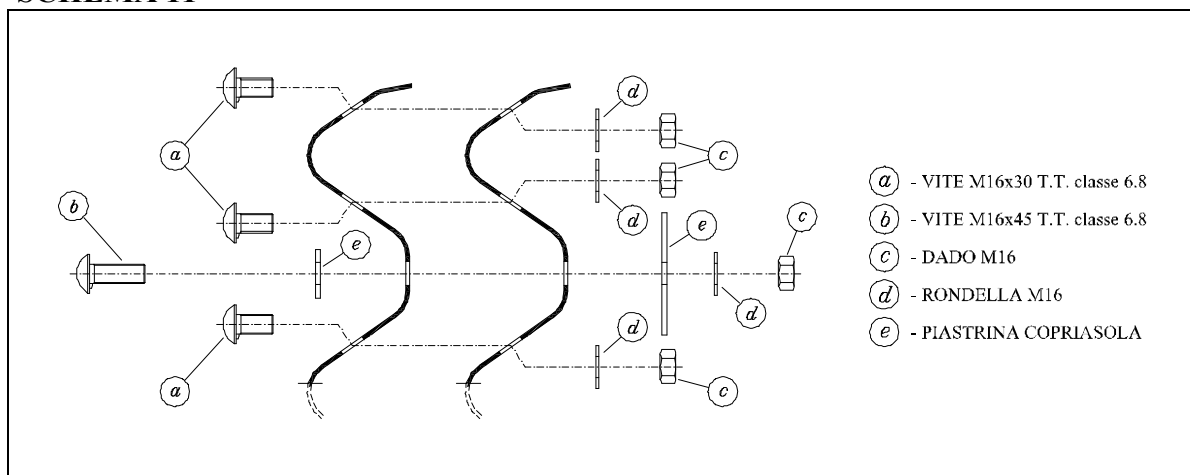 SCHEMA
d
a
c
b
d
c
e
e
d
d
a
c
a - VITE M16x30 T.T. classe 6.8
b - VITE M16x45 T.T. classe 6.8
c - DADO M16
d - RONDELLA M16
e - PIASTRINA COPRIASOLA